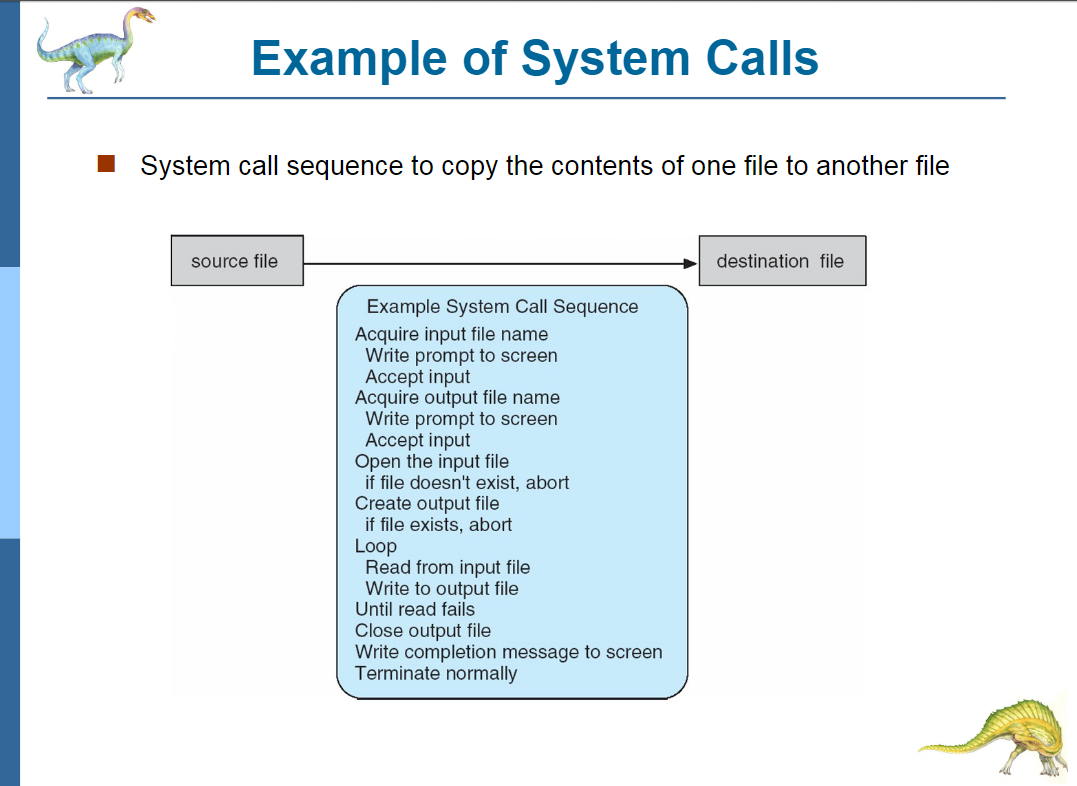 Example of System Calls
System call sequence to copy the contents of one file to another file
source file
destination file
Example System Call Sequence
Acquire input file name
Write prompt to screen
Accept input
Acquire output file name
Write prompt to screen
Accept input
Open the input file
if file doesn't exist, abort
Create output file
if file exists, abort
Loop
Read from input file
Write to output file
Until read fails
Close output file
Write completion message to screen
Terminate normally